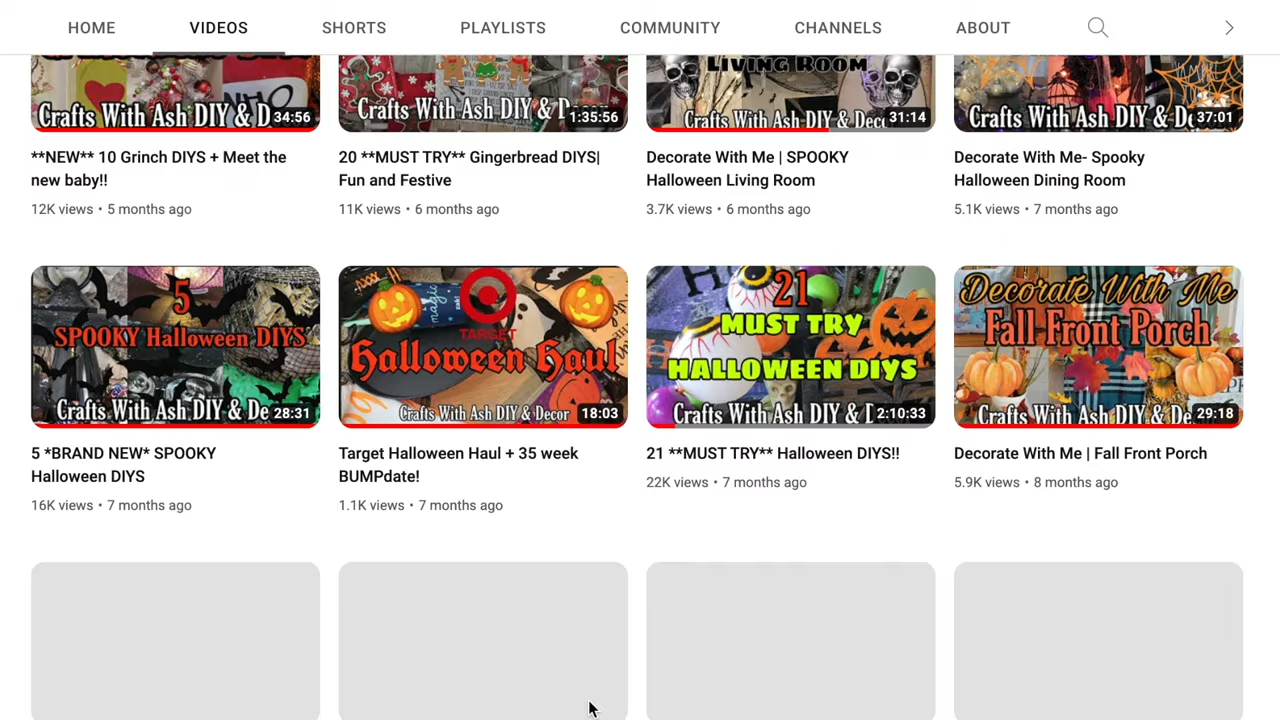 HOME VIDEOS SHORTS PLAYLISTS COMMUNITY CHANNELS ABOUT
WHO
Crafts With Ash DIY & D
34:56
Crafts With Ash DIY & D
1:35:56
LIVING ROOM
Crafts With Ash DIY & Deco
31:14
Crafts With Ash DIY & De
37:01
**NEW** 10 Grinch DIYS + Meet the
new baby!!
12K views • 5 months ago
20 **MUST TRY** Gingerbread DIYS|
Fun and Festive
11K views • 6 months ago
Decorate With Me | SPOOKY
Halloween Living Room
3.7K views • 6 months ago
Decorate With Me- Spooky
Halloween Dining Room
5.1K views • 7 months ago
5
SPOOKY Halloween DIYS
Crafts With Ash DIY & De
28:31
magic
TARGET
Halloween Haul
Crafts With Ash DIY & Decor
18:03
21
MUST TRY
HALLOWEEN DIYS
Crafts With Ash DIY & D
2:10:33
Decorate With Me
Fall Front Porch
Crafts With Ash DIY & De
29:18
5 *BRAND NEW* SPOOKY
Halloween DIYS
16K views • 7 months ago
Target Halloween Haul + 35 week
BUMPdate!
1.1K views • 7 months ago
21 **MUST TRY** Halloween DIYS!!
22K views • 7 months ago
Decorate With Me | Fall Front Porch
5.9K views • 8 months ago